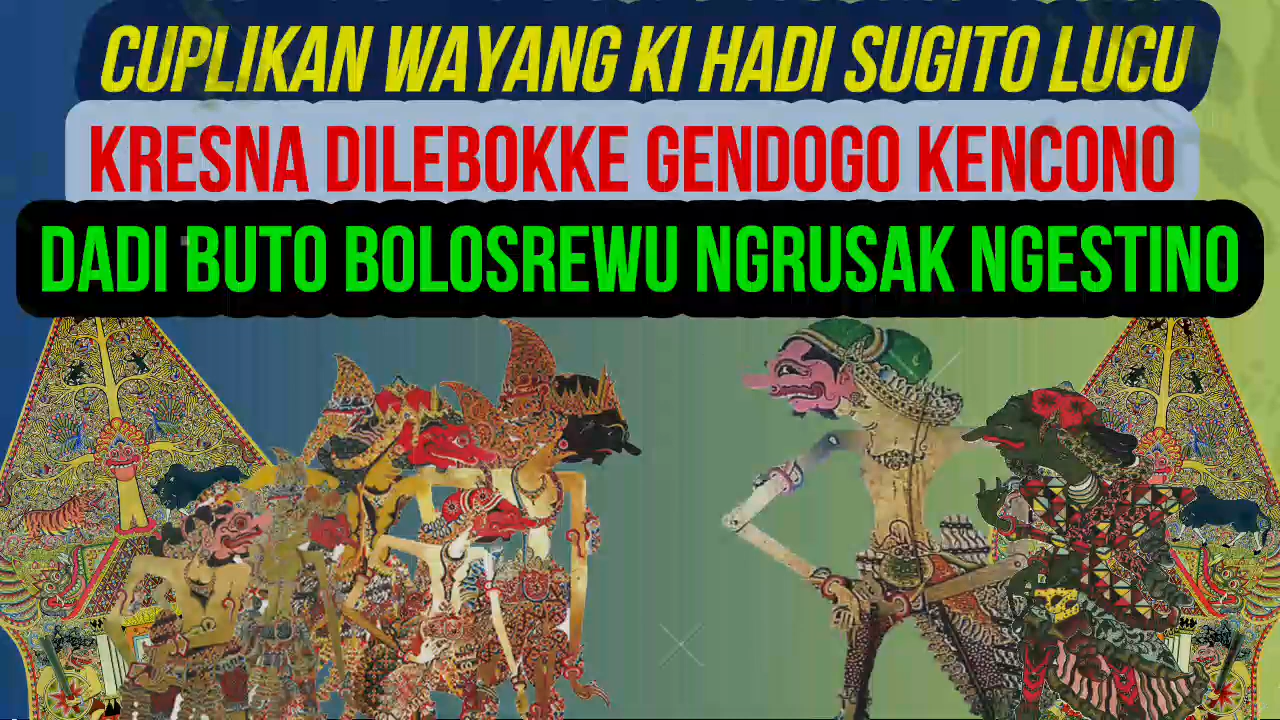 CUPLIKAN WAYANG KI HADI SUGITO LUCU
KRESNA DILEBOKKE GENDOGO KENCONO
DADI BUTO BOLOSREWU NGRUSAK NGESTINO